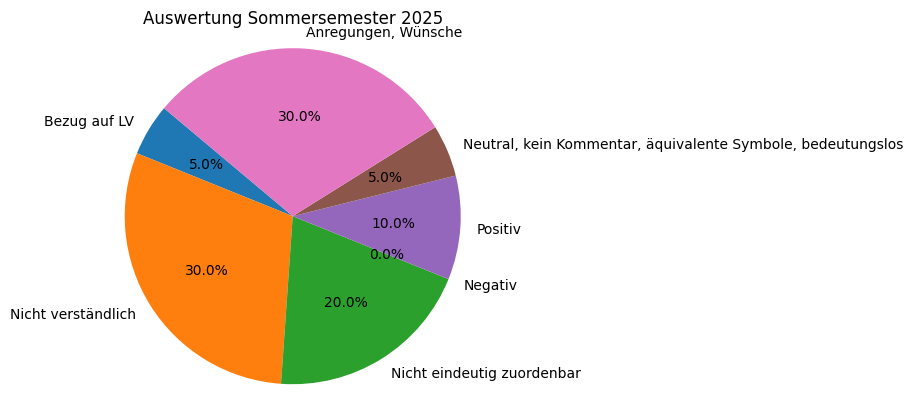 Auswertung Sommersemester 2025
Anregungen, Wünsche
30.0%
Bezug auf LV
5.0%
Neutral, kein Kommentar, äquivalente Symbole, bedeutungslos
5.0%
10.0%
Positiv
0.0%
Negativ
30.0%
Nicht verständlich
20.0%
Nicht eindeutig zuordenbar